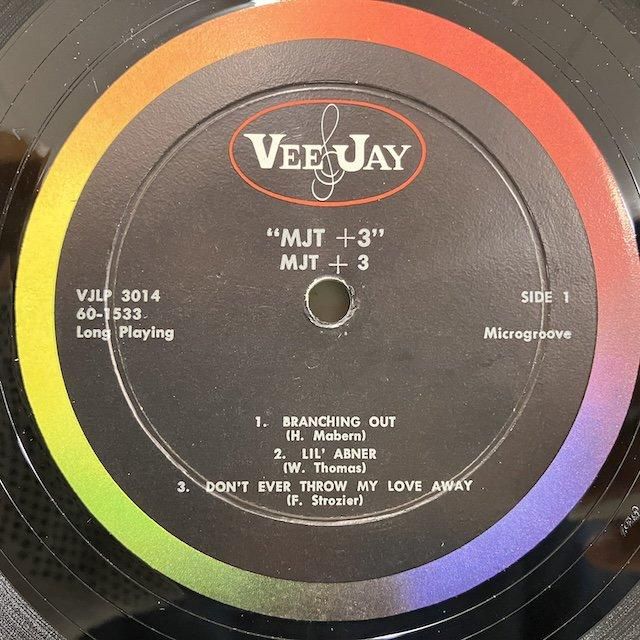 VEE JAY
"MJT +3"
MJT + 3
VJLP 3014
60-1533
Long Playing
SIDE 1
Microgroove
1. BRANCHING OUT
(H. Mabern)
2. LIL' ABNER
(W. Thomas)
3. DON'T EVER THROW MY LOVE AWAY
(F. Strozier)